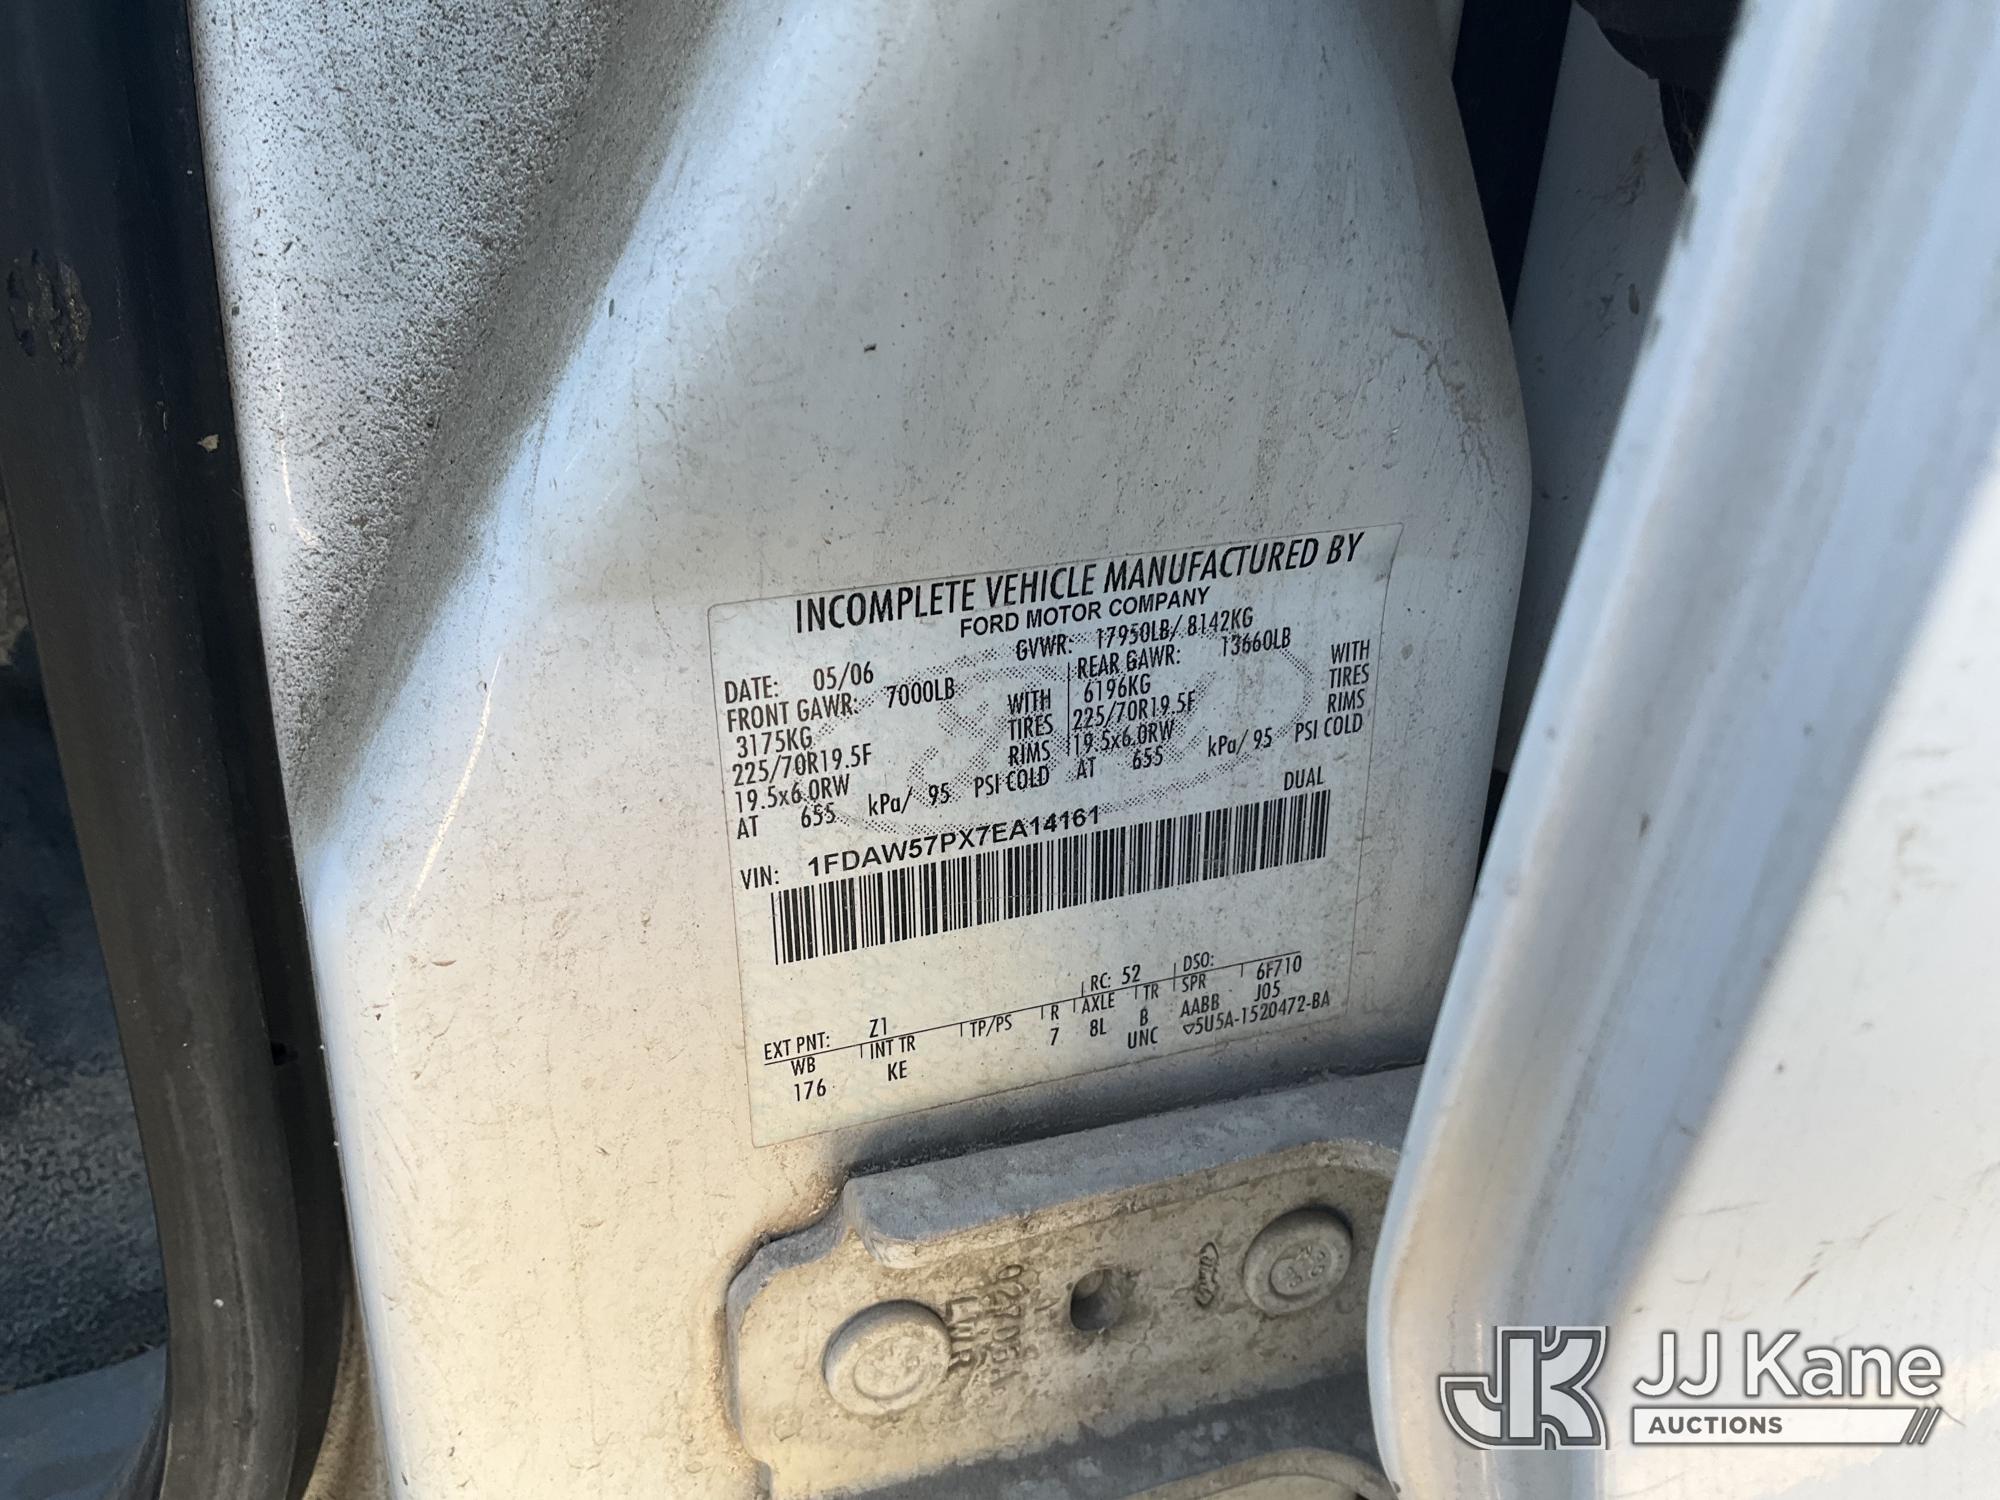 INCOMPLETE VEHICLE MANUFACTURED BY
FORD MOTOR COMPANY
DATE: 05/06 GVWR: 17950LB/ 8142KG
FRONT GAWR: 7000LB REAR GAWR: 13660LB
3175KG WITH 6196KG WITH
225/70R19.5F TIRES 225/70R19.5F TIRES
19.5x6.0RW RIMS 19.5x6.0RW RIMS
AT 655 kPa/ 95 PSI COLD AT 655 kPa/ 95 PSI COLD
VIN: 1FDAW57PX7EA14161 DUAL
EXT PNT: Z1 RC: 52 DSO: 6F710
WB INT TR TP/PS R AXLE TR SPR
176 KE 7 8L B AABB J05
UNC ▽5U5A-1520472-BA
JK JJ Kane
AUCTIONS